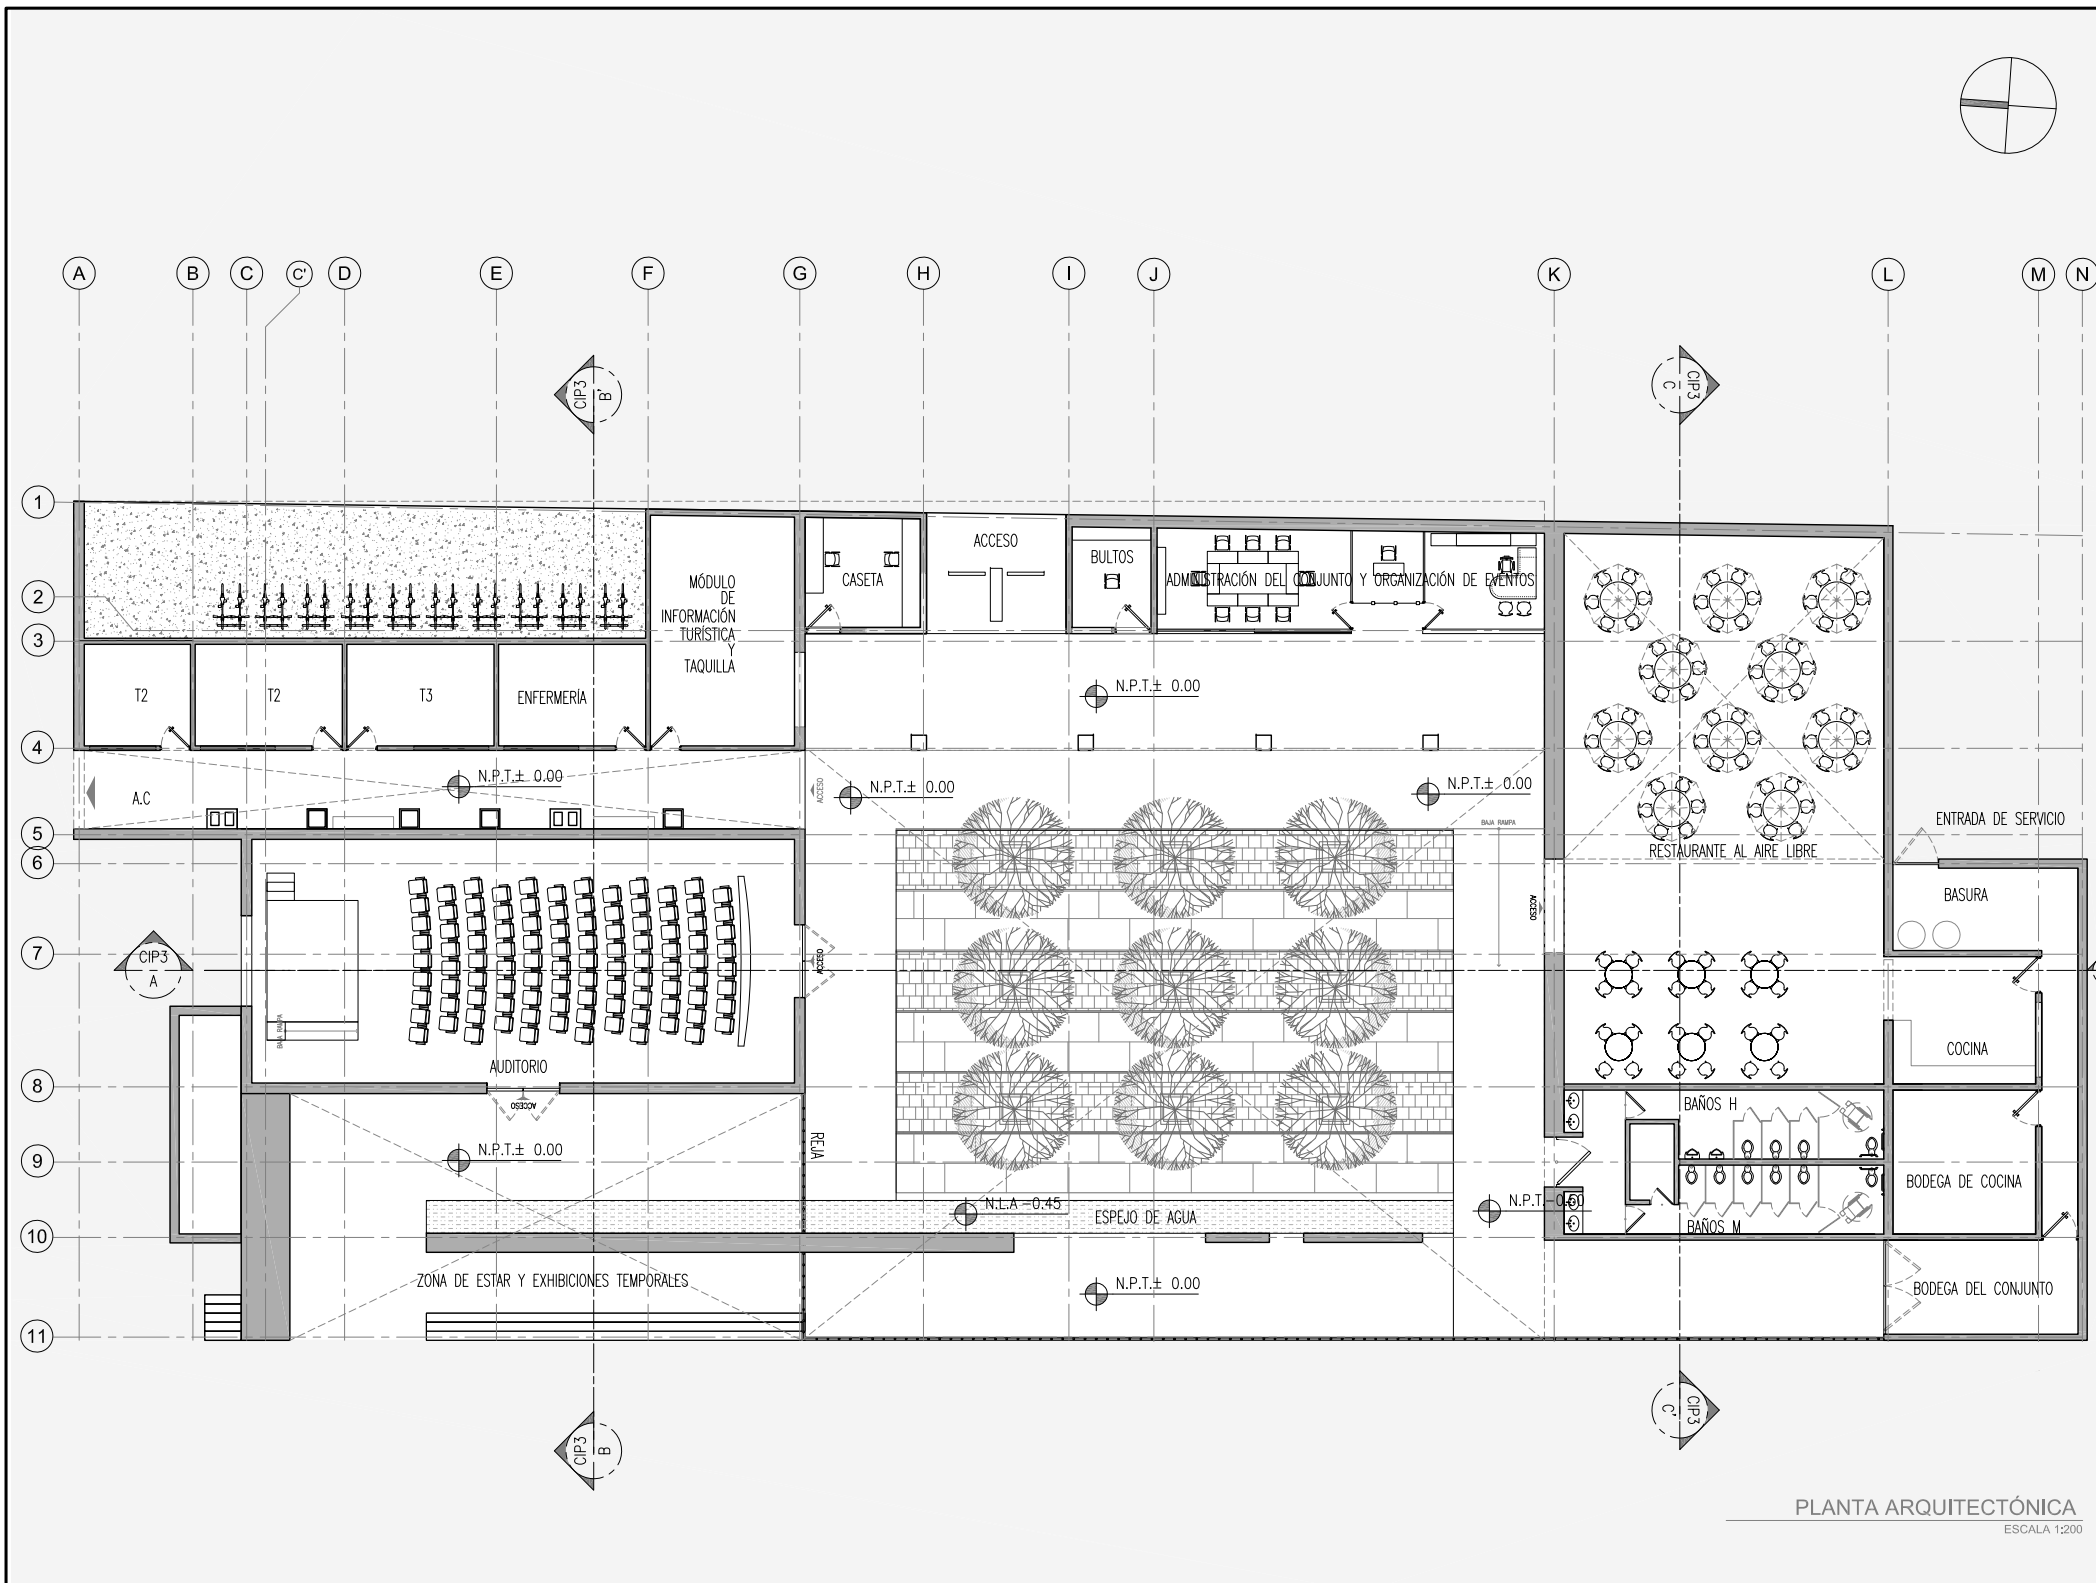 A B C C' D E F G H I J K L M N
CIP3 B'
CIP3 C
1
2
3
4
5
6
7
8
9
10
11
ACCESO
BULTOS
CASETA
ADMINISTRACIÓN DEL CONJUNTO Y ORGANIZACIÓN DE EVENTOS
MÓDULO
DE
INFORMACIÓN
TURÍSTICA
Y
TAQUILLA
T2
T2
T3
ENFERMERÍA
N.P.T.± 0.00
N.P.T.± 0.00
A.C
ACCESO
N.P.T.± 0.00
N.P.T.± 0.00
BAJA RAMPA
ENTRADA DE SERVICIO
RESTAURANTE AL AIRE LIBRE
BASURA
ACCESO
CIP3
A
ACCESO
BAJA RAMPA
AUDITORIO
COCINA
ACCESO
BAÑOS H
REJA
N.P.T.± 0.00
BODEGA DE COCINA
N.L.A -0.45
ESPEJO DE AGUA
N.P.T.-0.50
BAÑOS M
ZONA DE ESTAR Y EXHIBICIONES TEMPORALES
N.P.T.± 0.00
BODEGA DEL CONJUNTO
CIP3 B
CIP3 C'
PLANTA ARQUITECTÓNICA
ESCALA 1:200